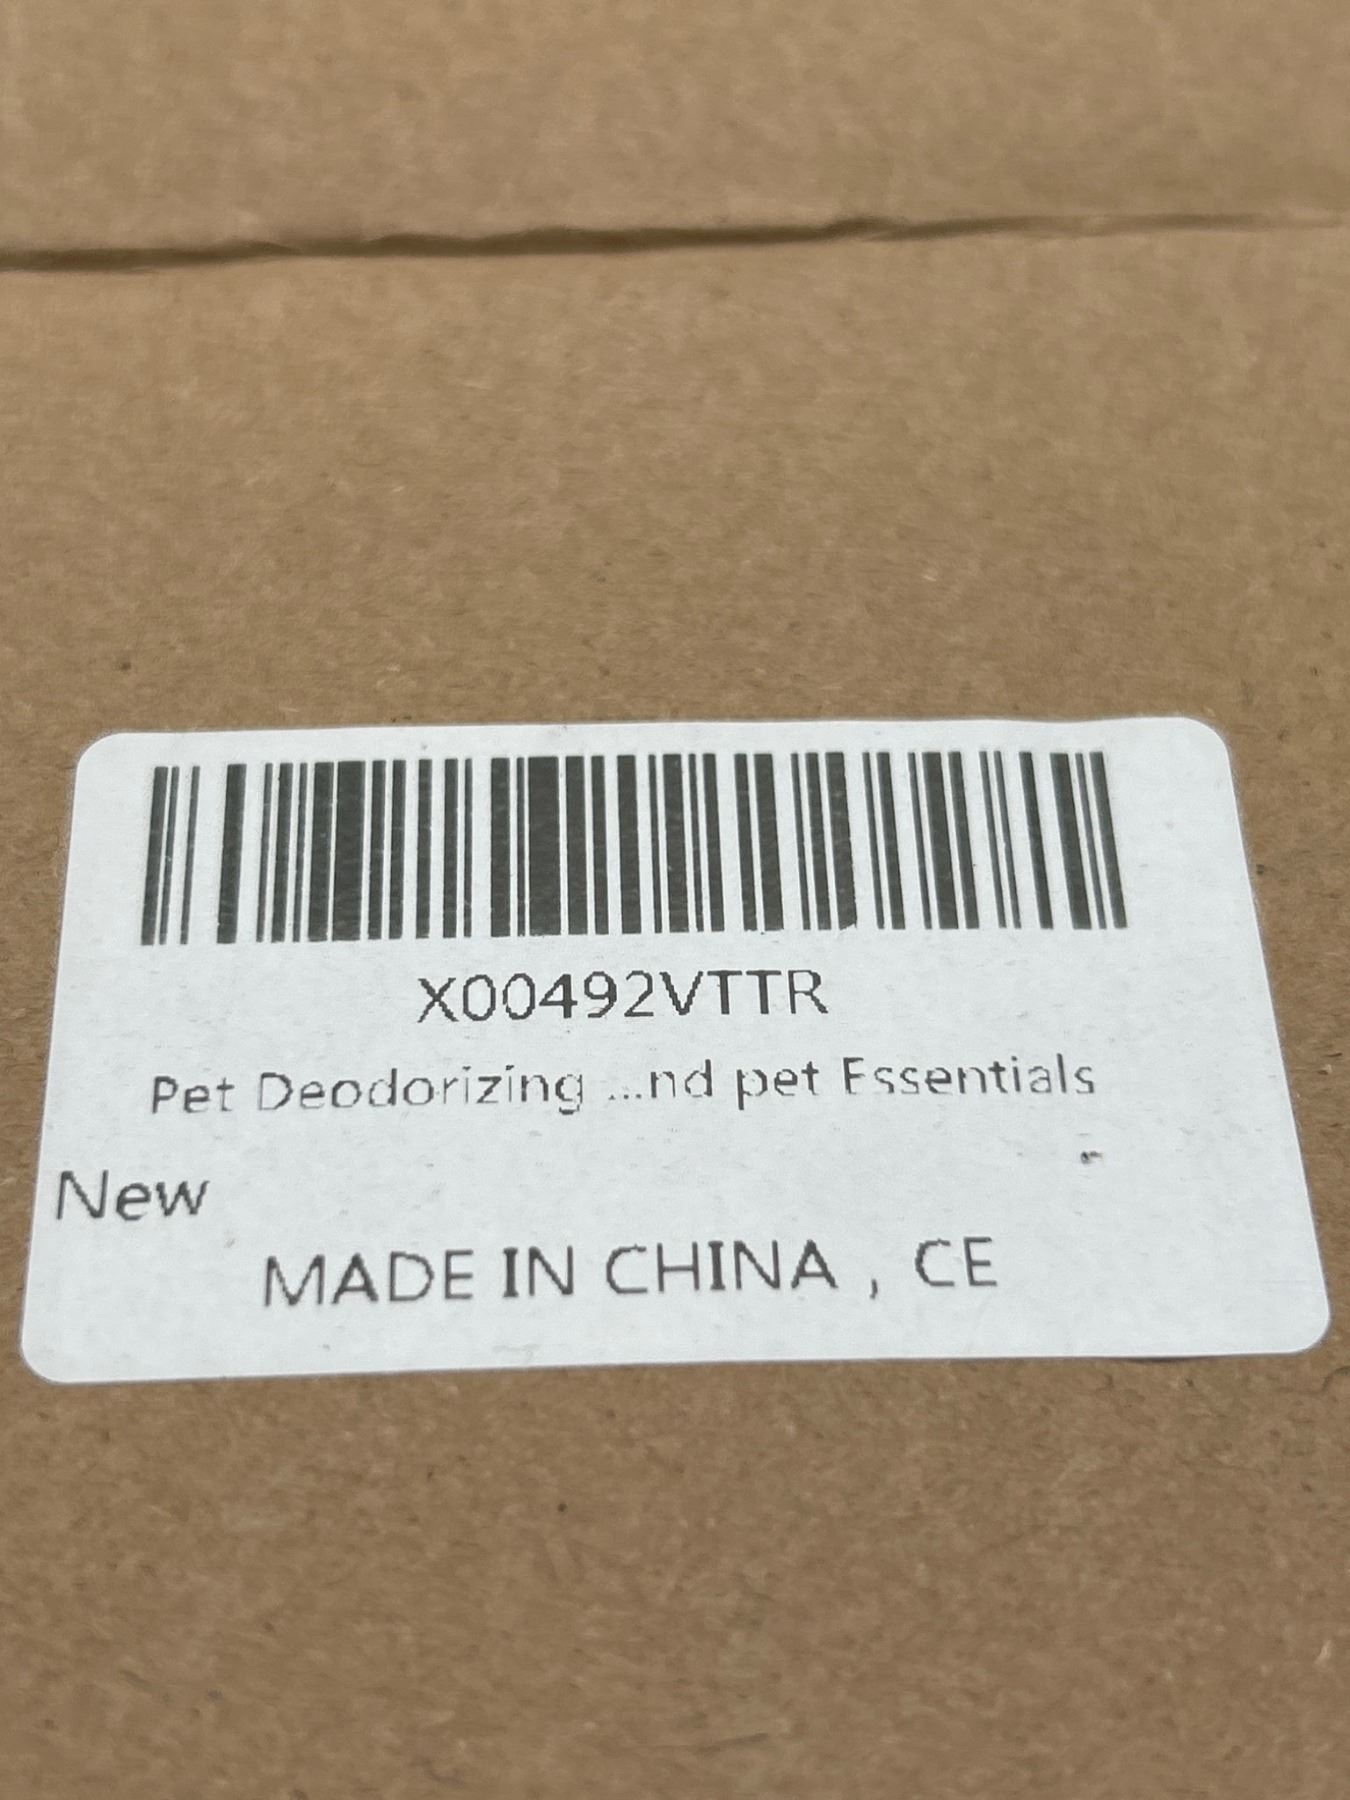 X00492VTTR
Pet Deodorizing ...nd pet Essentials
New
MADE IN CHINA , CE